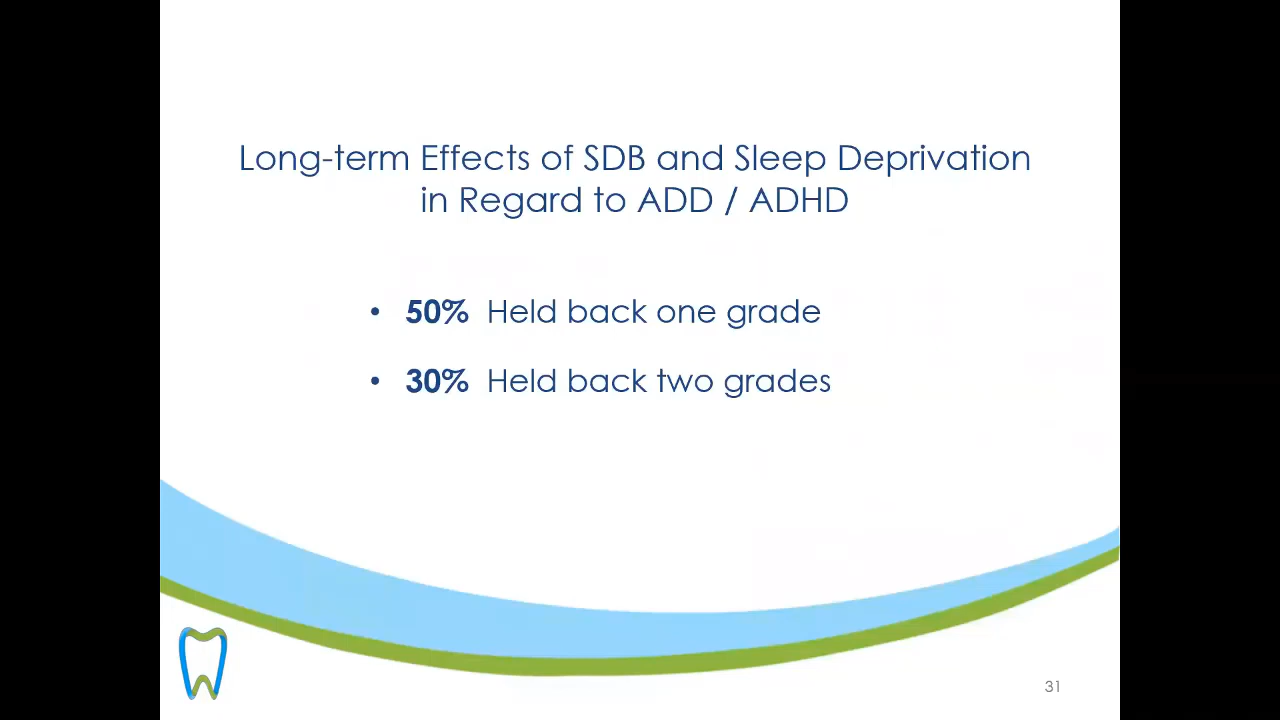 Long-term Effects of SDB and Sleep Deprivation
in Regard to ADD / ADHD
• 50% Held back one grade
• 30% Held back two grades
31